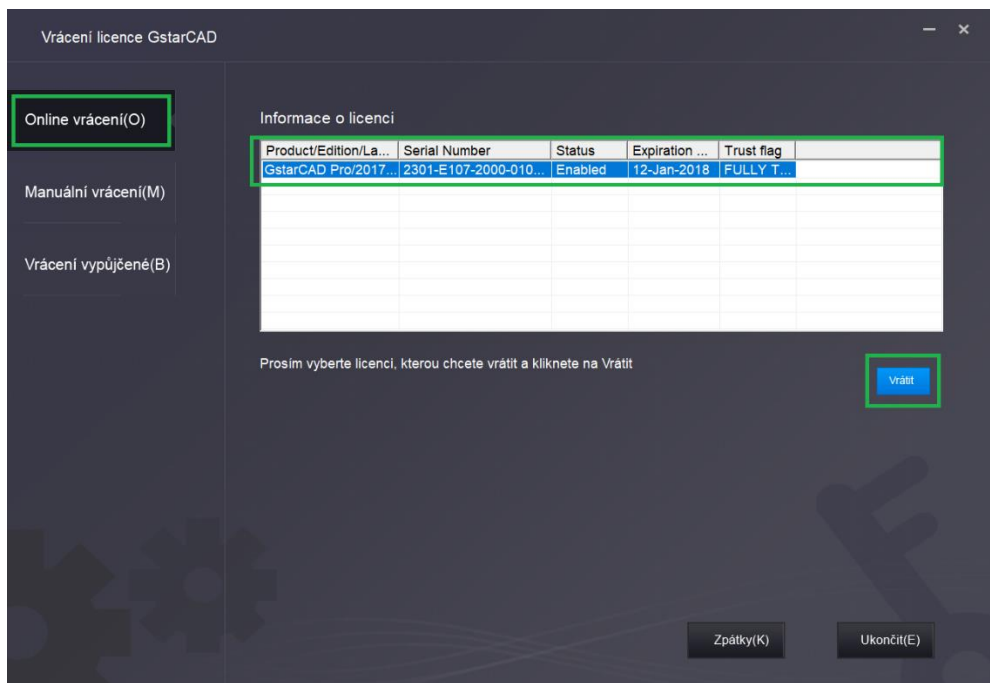 Vrácení licence GstarCAD
Online vrácení(O)
Manuální vrácení(M)
Vrácení vypůjčené(B)
Informace o licenci
Product/Edition/La... Serial Number Status Expiration ... Trust flag
GstarCAD Pro/2017... 2301-E107-2000-010... Enabled 12-Jan-2018 FULLY T...
Prosím vyberte licenci, kterou chcete vrátit a kliknete na Vrátit
Vrátit
Zpátky(K) Ukončit(E)